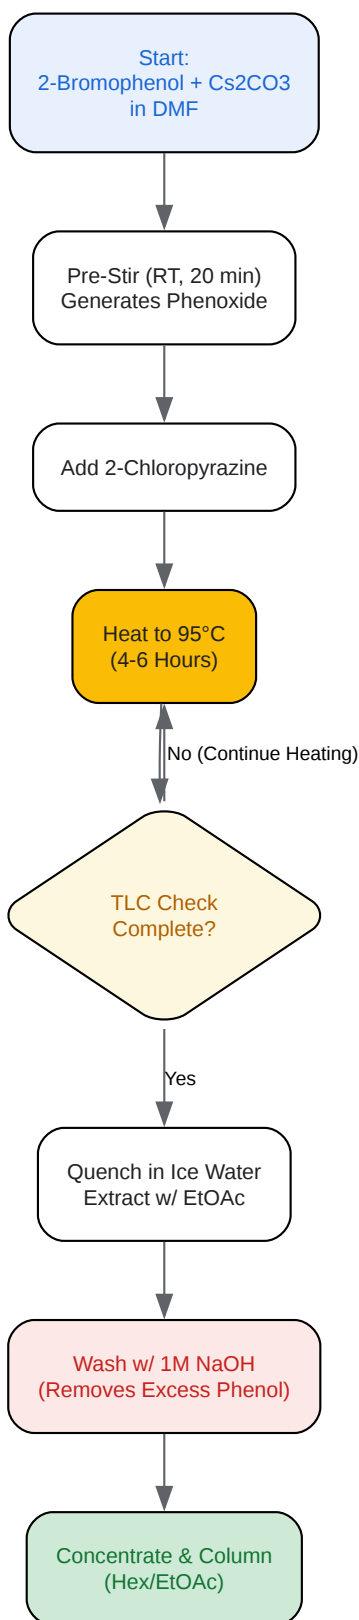 Start:
2-Bromophenol + Cs2CO3
in DMF
Pre-Stir (RT, 20 min)
Generates Phenoxide
Add 2-Chloropyrazine
Heat to 95°C
(4-6 Hours)
No (Continue Heating)
TLC Check
Complete?
Yes
Quench in Ice Water
Extract w/ EtOAc
Wash w/ 1M NaOH
(Removes Excess Phenol)
Concentrate & Column
(Hex/EtOAc)